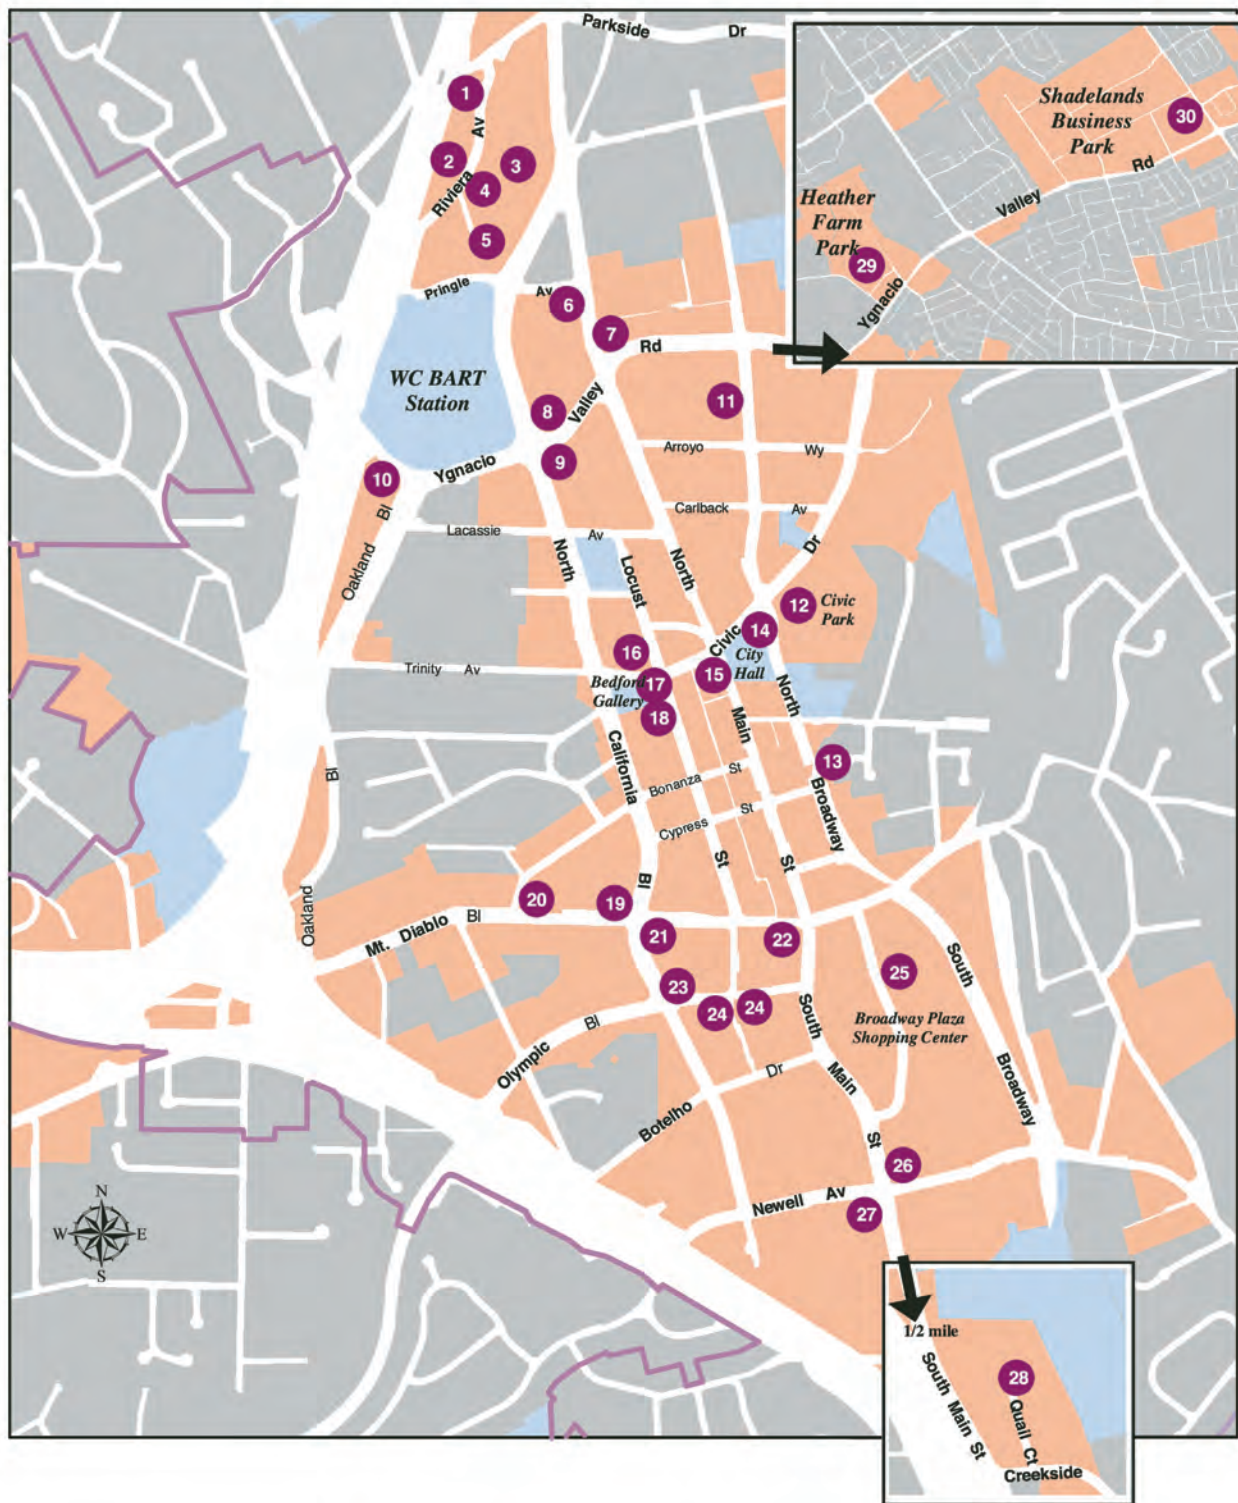 Parkside Dr
1
Av
2
3
4
Riviera
5
Pringle Av
6
7
Rd
WC BART
Station
8
Valley
11
9
Ygnacio
Arroyo Wy
10
Oakland Bl
Carlback Av
Lacassie Av
North
Locust
North
Dr
12
Civic
Park
14
Civic
City
Hall
16
15
Trinity Av
Bedford
Gallery
17
18
North
Main
California
13
Bonanza St
Broadway
Bl
Cypress St
St
St
Bl
Oakland
20
19
Mt. Diablo Bl
21
22
25
South
23
24
24
South
Broadway Plaza
Shopping Center
Olympic Bl
Broadway
Dr
Main
Botelho
St
26
Newell Av
27
N
W E
S
Shadelands
Business
Park
30
Rd
Heather
Farm
Park
Valley
29
Ygnacio
1/2 mile
28
South Main St
Quail Ct
Creekside